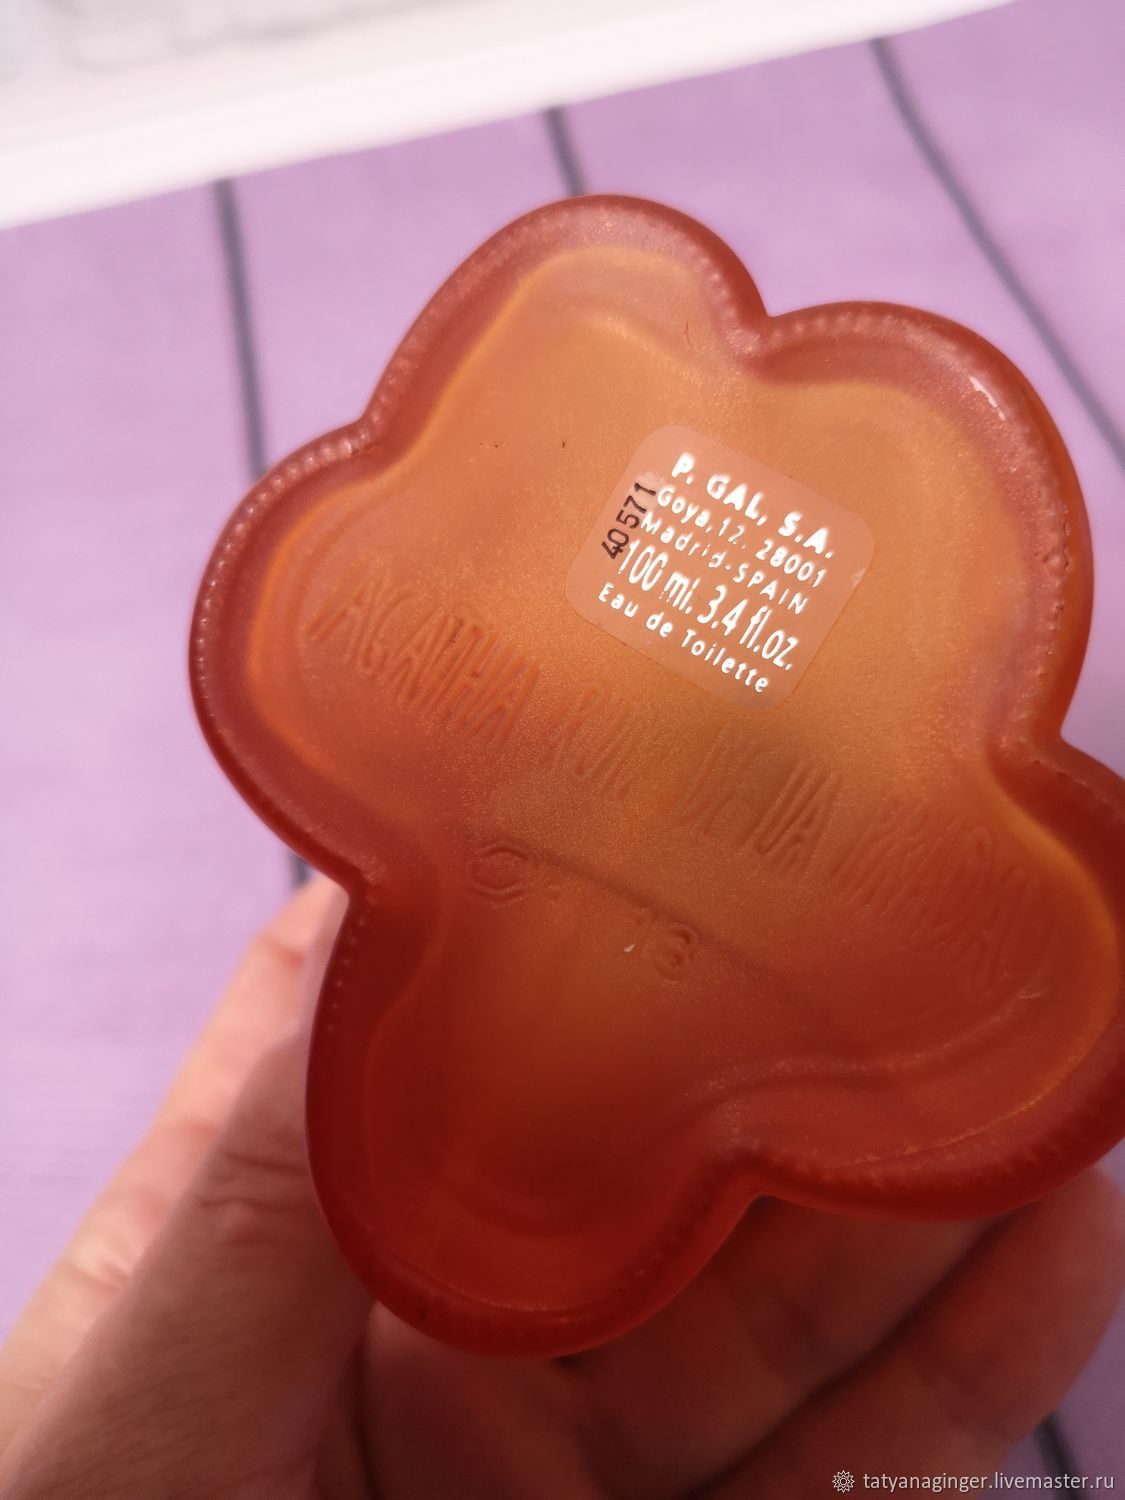 P. GAL, S.A.
Goya, 12. 28001
Madrid-SPAIN
100 ml. 3,4 fl.oz.
Eau de Toilette
40571
AGATHA RUIZ DE LA PRADA
13
tatyanaginger.livemaster.ru